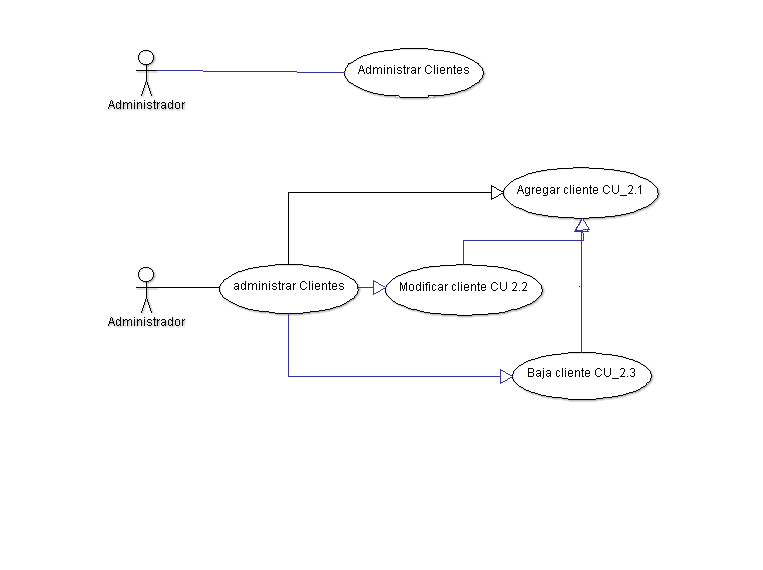 Administrar Clientes
Administrador
Agregar cliente CU_2.1
administrar Clientes
Modificar cliente CU 2.2
Administrador
Baja cliente CU_2.3